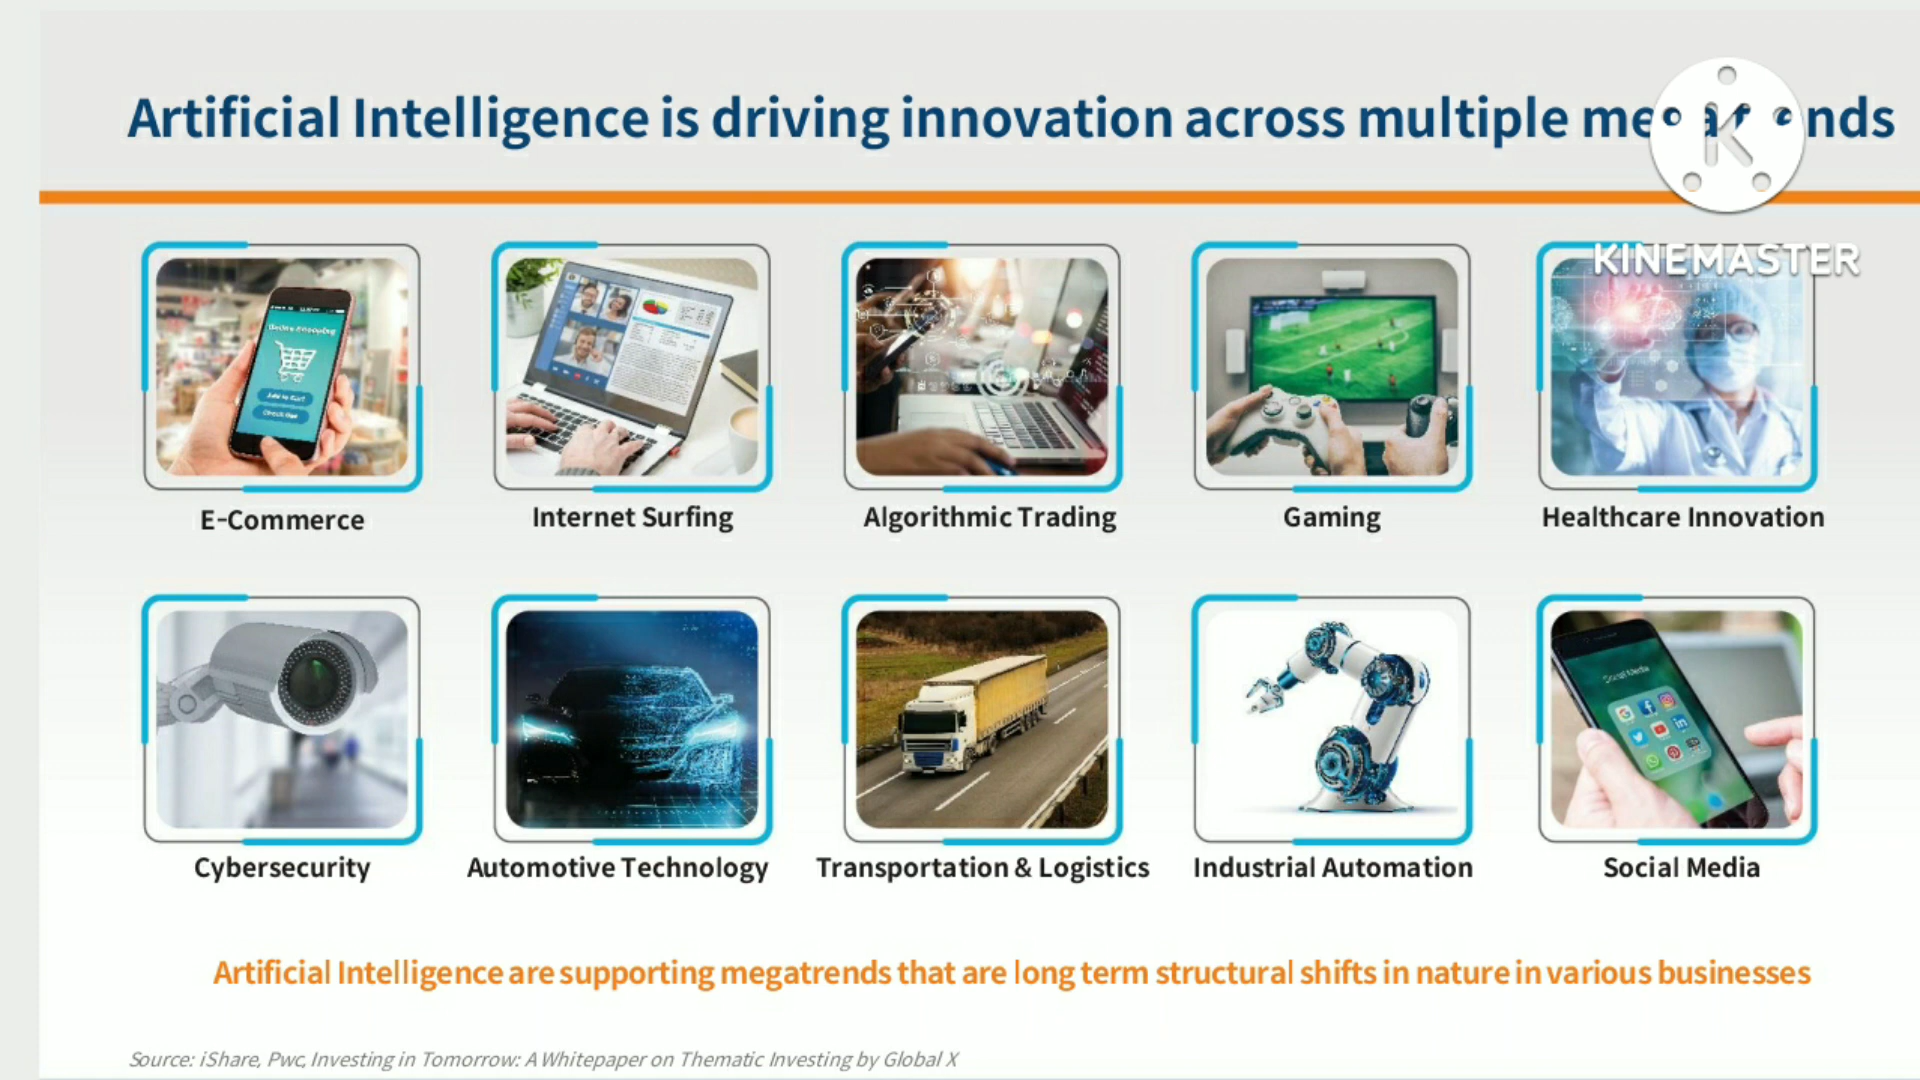 Artificial Intelligence is driving innovation across multiple megatrends
KINEMASTER
E-Commerce
Internet Surfing
Algorithmic Trading
Gaming
Healthcare Innovation
Cybersecurity
Automotive Technology
Transportation & Logistics
Industrial Automation
Social Media
Artificial Intelligence are supporting megatrends that are long term structural shifts in nature in various businesses
Source: iShare, Pwc, Investing in Tomorrow: A Whitepaper on Thematic Investing by Global X